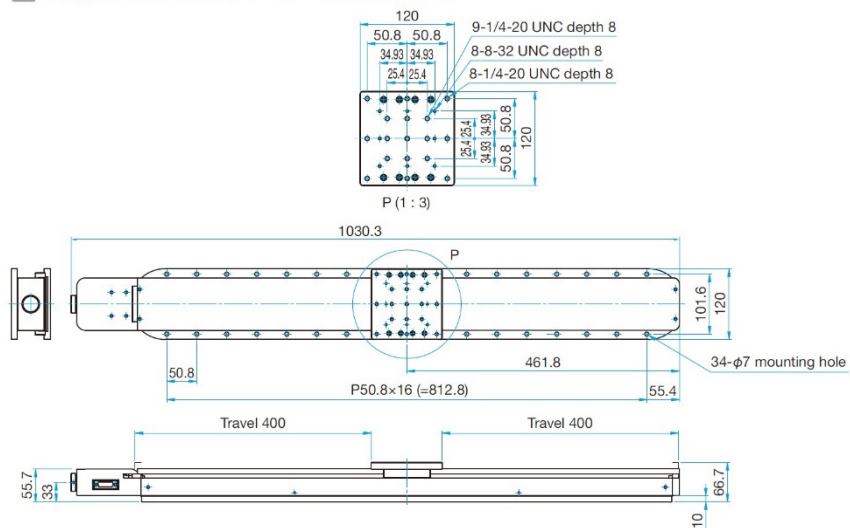 120
9-1/4-20 UNC depth 8
50.8 50.8
8-8-32 UNC depth 8
34.93 34.93
8-1/4-20 UNC depth 8
25.4 25.4
25.4 25.4
34.93 34.93
50.8 50.8
120
P (1 : 3)
1030.3
P
101.6
120
461.8
34-φ7 mounting hole
50.8
P50.8×16 (=812.8)
55.4
Travel 400
Travel 400
55.7
33
66.7
10